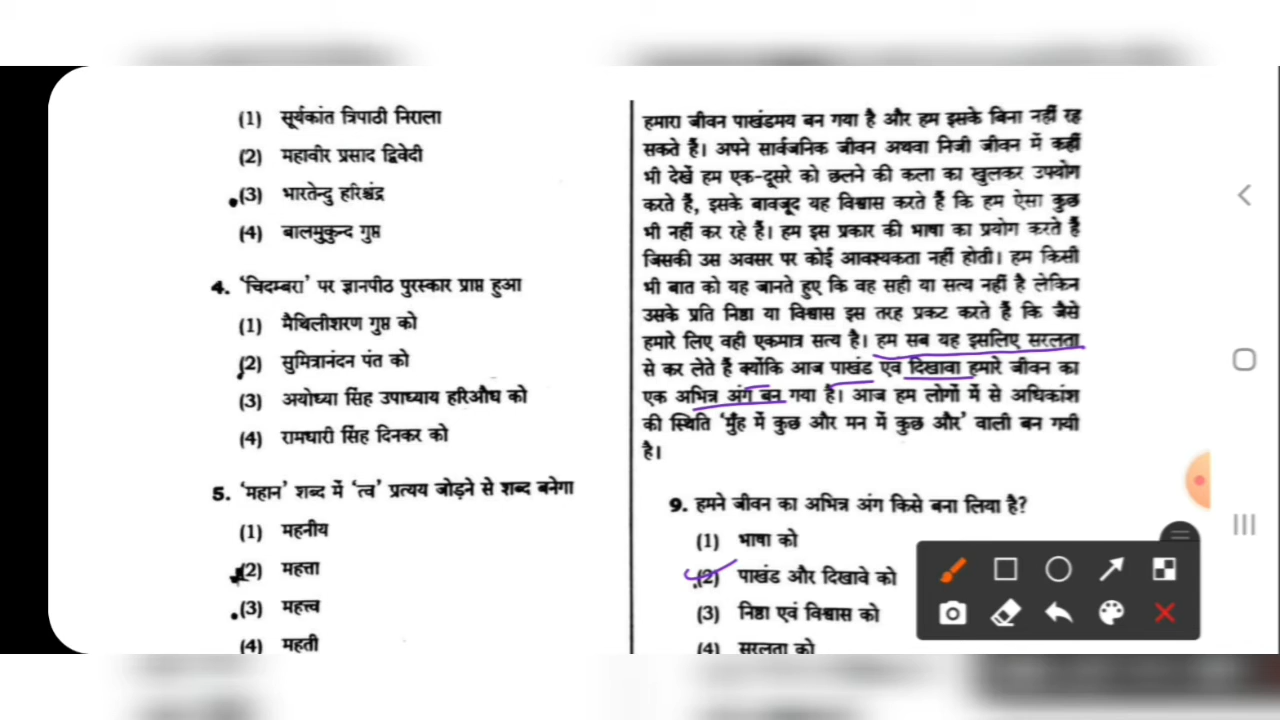 (1) सूर्यकांत त्रिपाठी निराला
(2) महावीर प्रसाद द्विवेदी
(3) भारतेन्दु हरिश्चंद्र
(4) बालमुकुन्द गुप्त
4. ‘चिदम्बरा’ पर ज्ञानपीठ पुरस्कार प्राप्त हुआ
(1) मैथिलीशरण गुप्त को
(2) सुमित्रानंदन पंत को
(3) अयोध्या सिंह उपाध्याय हरिऔघ को
(4) रामघारी सिंह दिनकर को
5. ‘महान’ शब्द में ‘त्व’ प्रत्यय जोड़ने से शब्द बनेगा
(1) महनीय
(2) महत्ता
(3) महत्त्व
(4) महती
हमारा जीवन पाखंडमय बन गया है और हम इसके बिना नहीं रह
सकते हैं। अपने सार्वजनिक जीवन अथवा निजी जीवन में कहीं
भी देखें हम एक-दूसरे को छलने की कला का खुलकर उपयोग
करते हैं, इसके बावजूद यह विश्वास करते हैं कि हम ऐसा कुछ
भी नहीं कर रहे हैं। हम इस प्रकार की भाषा का प्रयोग करते हैं
जिसकी उस अवसर पर कोई आवश्यकता नहीं होती। हम किसी
भी बात को यह जानते हुए कि वह सही या सत्य नहीं है लेकिन
उसके प्रति निष्ठा या विश्वास इस तरह प्रकट करते हैं कि जैसे
हमारे लिए वही एकमात्र सत्य है। हम सब यह इसलिए सरलता
से कर लेते हैं क्योंकि आज पाखंड एवं दिखावा हमारे जीवन का
एक अभिन्न अंग बन गया है। आज हम लोगों में से अधिकांश
की स्थिति ‘मुँह में कुछ और मन में कुछ और’ वाली बन गयी
है।
9. हमने जीवन का अभिन्न अंग किसे बना लिया है?
(1) भाषा को
(2) पाखंड और दिखावे को
(3) निष्ठा एवं विश्वास को
(4) सरलता को